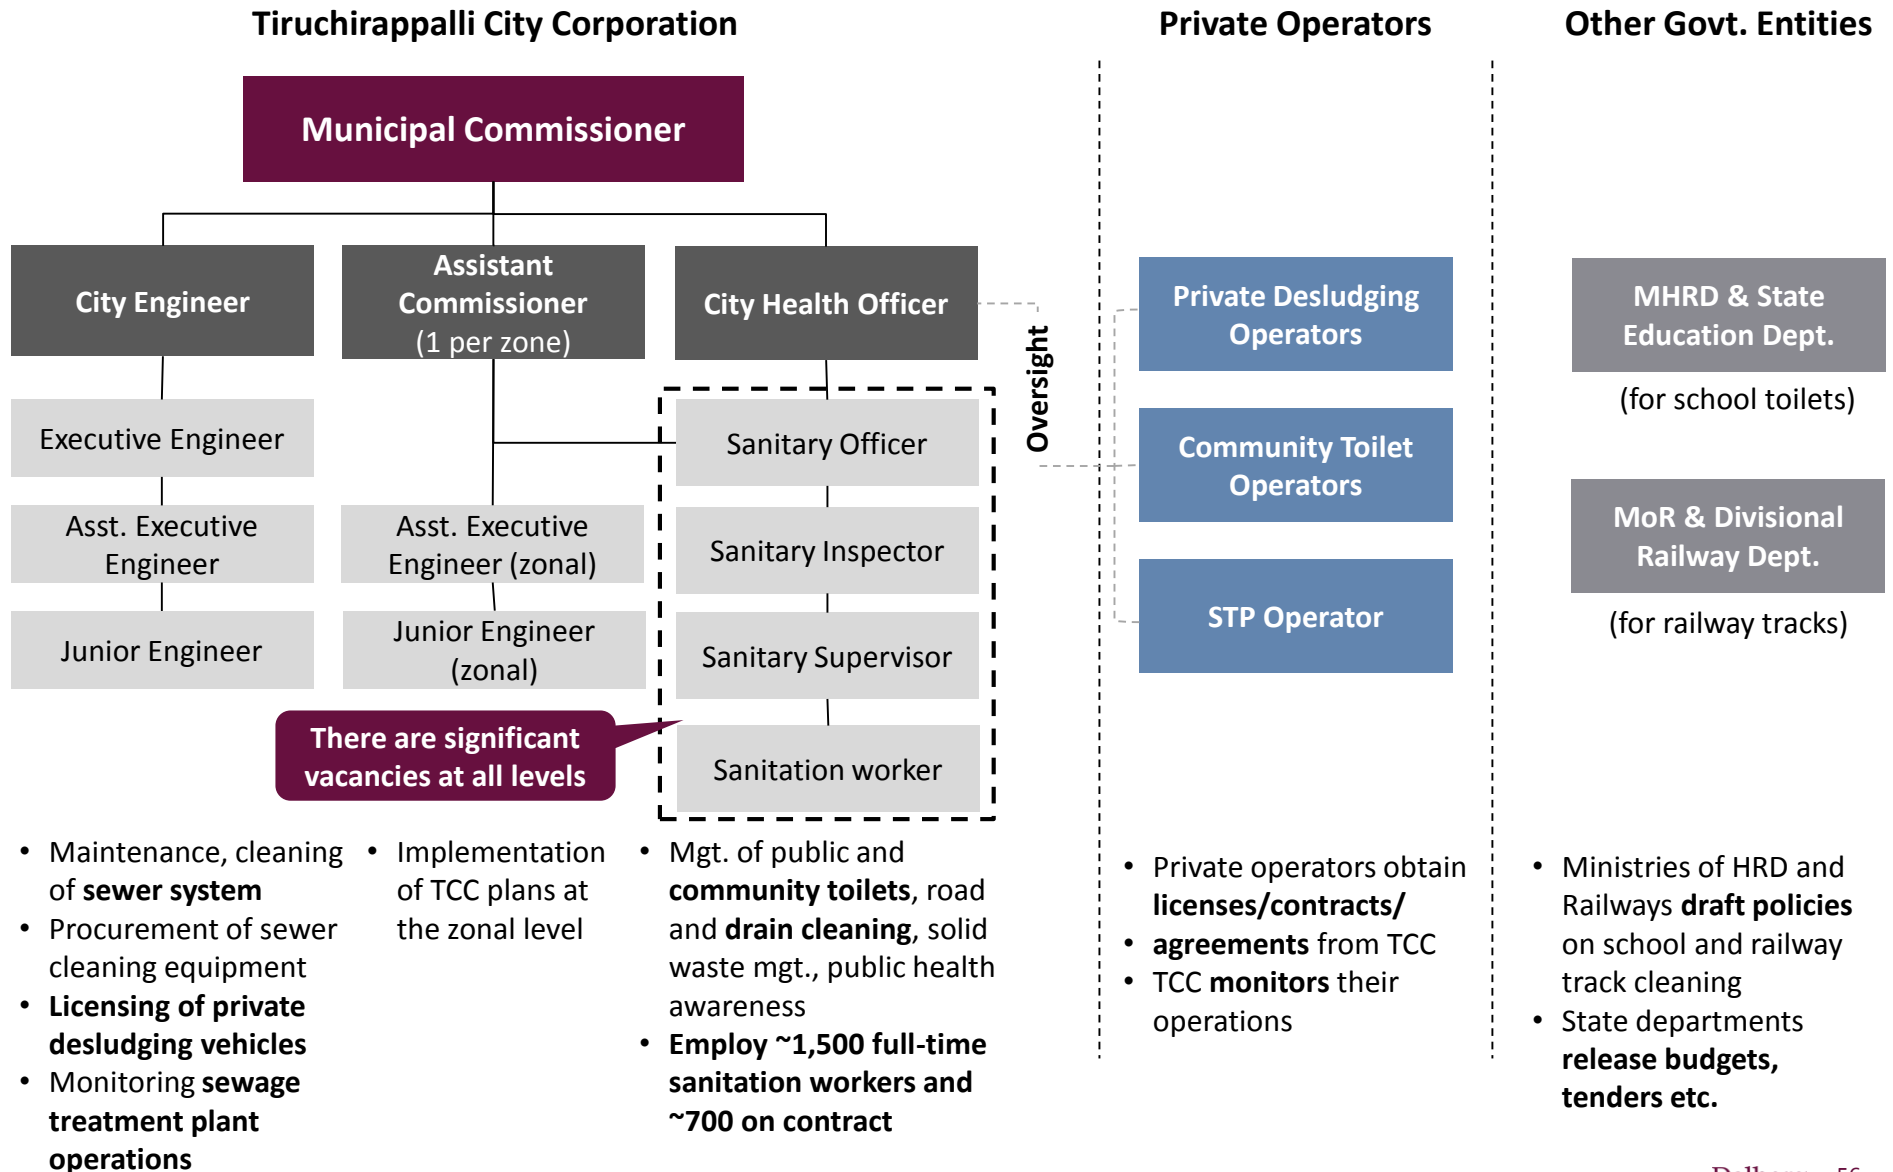 Tiruchirappalli City Corporation
Private Operators
Other Govt. Entities
Municipal Commissioner
City Engineer
Assistant
Commissioner
(1 per zone)
City Health Officer
Executive Engineer
Asst. Executive
Engineer
Junior Engineer
Asst. Executive
Engineer (zonal)
Junior Engineer
(zonal)
Sanitary Officer
Sanitary Inspector
Sanitary Supervisor
Sanitation worker
There are significant
vacancies at all levels
Oversight
Private Desludging
Operators
Community Toilet
Operators
STP Operator
MHRD & State
Education Dept.
(for school toilets)
MoR & Divisional
Railway Dept.
(for railway tracks)
• Maintenance, cleaning
of sewer system
• Procurement of sewer
cleaning equipment
• Licensing of private
desludging vehicles
• Monitoring sewage
treatment plant
operations
• Implementation
of TCC plans at
the zonal level
• Mgt. of public and
community toilets, road
and drain cleaning, solid
waste mgt., public health
awareness
• Employ ~1,500 full-time
sanitation workers and
~700 on contract
• Private operators obtain
licenses/contracts/
• agreements from TCC
• TCC monitors their
operations
• Ministries of HRD and
Railways draft policies
on school and railway
track cleaning
• State departments
release budgets,
tenders etc.